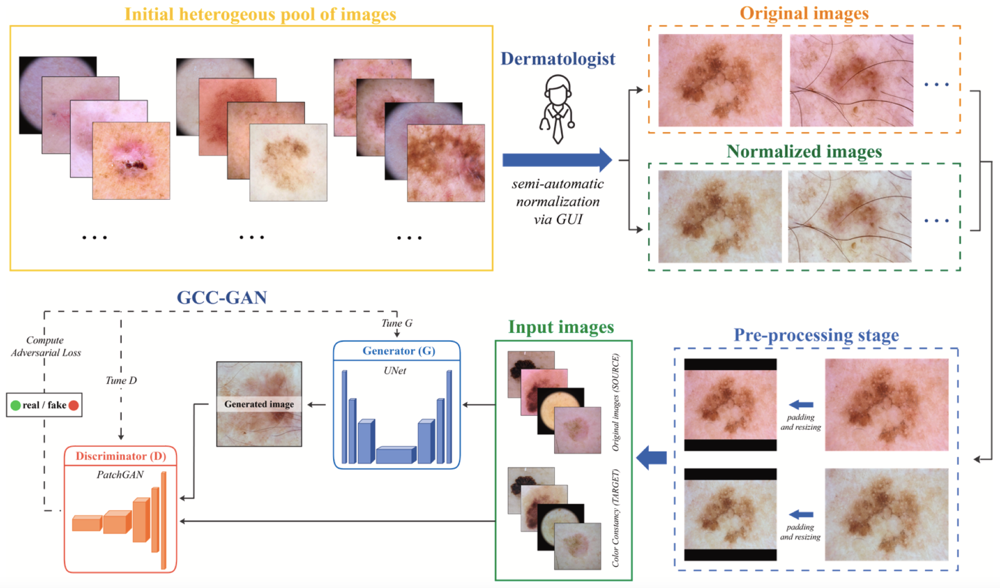 Initial heterogeous pool of images
...
...
...
Dermatologist
semi-automatic
normalization
via GUI
Original images
...
Normalized images
...
GCC-GAN
Compute
Adversarial Loss
Tune D
Tune G
real / fake
Generator (G)
UNet
Generated image
Discriminator (D)
PatchGAN
Input images
Original Images (SOURCE)
Color Constancy (TARGET)
Pre-processing stage
padding
and resizing
padding
and resizing